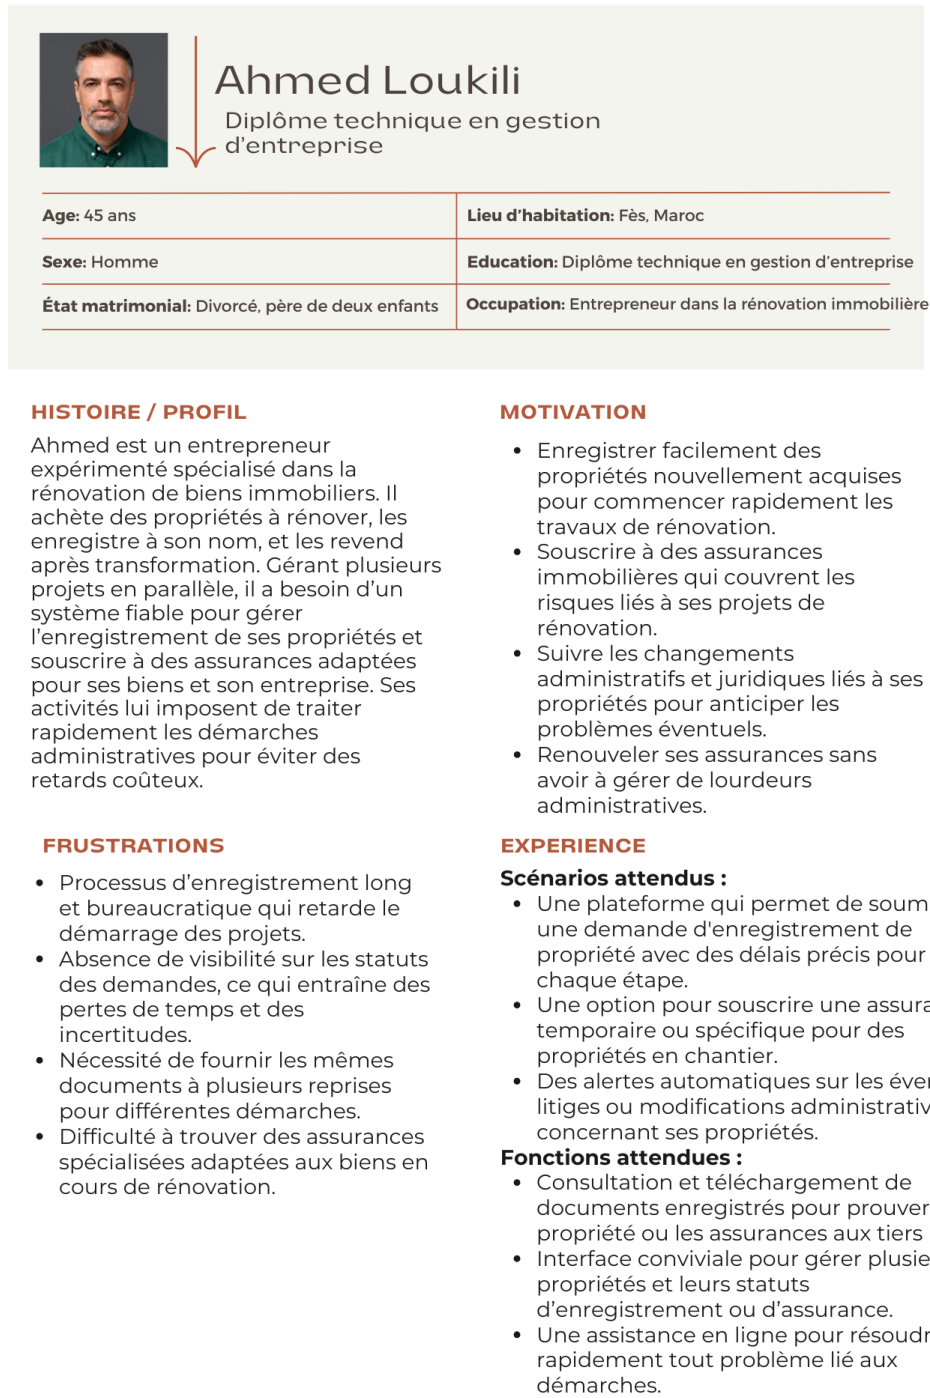 Ahmed Loukili
Diplôme technique en gestion
d’entreprise
Age: 45 ans
Lieu d’habitation: Fès, Maroc
Sexe: Homme
Education: Diplôme technique en gestion d’entreprise
État matrimonial: Divorcé, père de deux enfants
Occupation: Entrepreneur dans la rénovation immobilière
HISTOIRE / PROFIL
Ahmed est un entrepreneur
expérimenté spécialisé dans la
rénovation de biens immobiliers. Il
achète des propriétés à rénover, les
enregistre à son nom, et les revend
après transformation. Gérant plusieurs
projets en parallèle, il a besoin d’un
système fiable pour gérer
l’enregistrement de ses propriétés et
souscrire à des assurances adaptées
pour ses biens et son entreprise. Ses
activités lui imposent de traiter
rapidement les démarches
administratives pour éviter des
retards coûteux.
MOTIVATION
• Enregistrer facilement des
propriétés nouvellement acquises
pour commencer rapidement les
travaux de rénovation.
• Souscrire à des assurances
immobilières qui couvrent les
risques liés à ses projets de
rénovation.
• Suivre les changements
administratifs et juridiques liés à ses
propriétés pour anticiper les
problèmes éventuels.
• Renouveler ses assurances sans
avoir à gérer de lourdeurs
administratives.
FRUSTRATIONS
• Processus d’enregistrement long
et bureaucratique qui retarde le
démarrage des projets.
• Absence de visibilité sur les statuts
des demandes, ce qui entraîne des
pertes de temps et des
incertitudes.
• Nécessité de fournir les mêmes
documents à plusieurs reprises
pour différentes démarches.
• Difficulté à trouver des assurances
spécialisées adaptées aux biens en
cours de rénovation.
EXPERIENCE
Scénarios attendus :
• Une plateforme qui permet de soum
une demande d'enregistrement de
propriété avec des délais précis pour
chaque étape.
• Une option pour souscrire une assura
temporaire ou spécifique pour des
propriétés en chantier.
• Des alertes automatiques sur les éve
litiges ou modifications administrativ
concernant ses propriétés.
Fonctions attendues :
• Consultation et téléchargement de
documents enregistrés pour prouver
propriété ou les assurances aux tiers
• Interface conviviale pour gérer plusie
propriétés et leurs statuts
d’enregistrement ou d’assurance.
• Une assistance en ligne pour résoudr
rapidement tout problème lié aux
démarches.